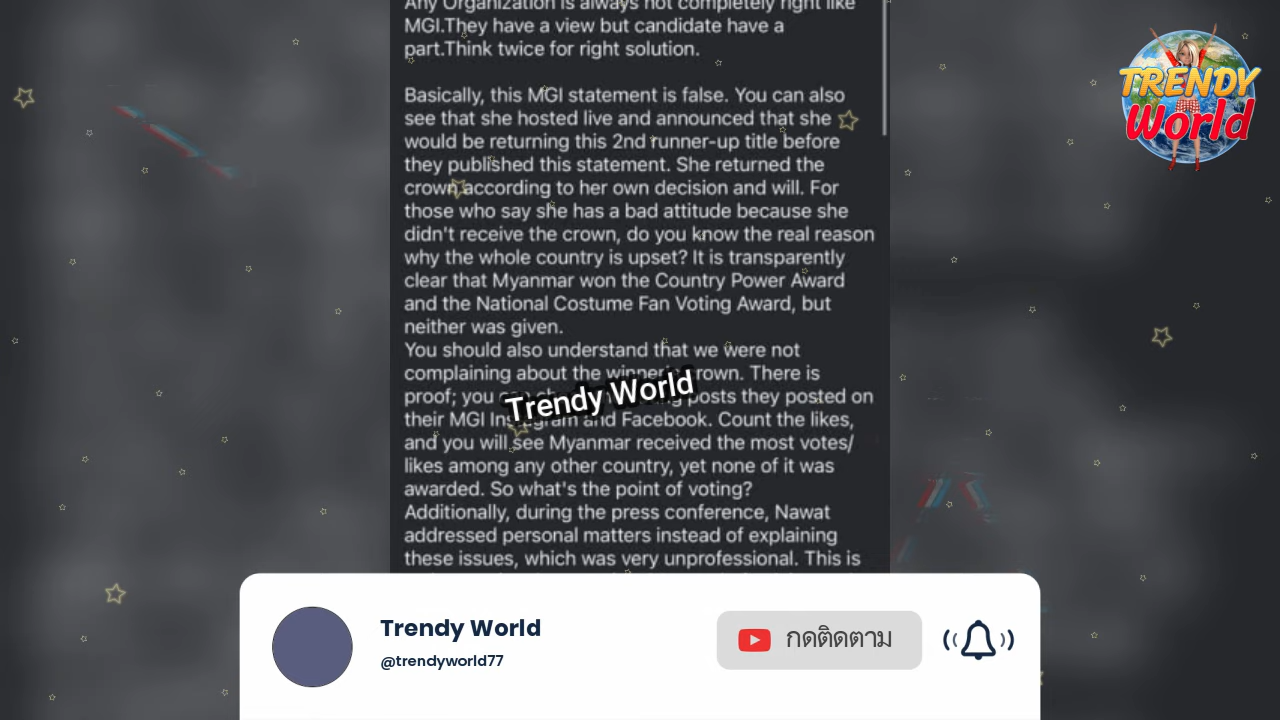 Any Organization is always not completely right like
MGI.They have a view but candidate have a
part.Think twice for right solution.
Basically, this MGI statement is false. You can also
see that she hosted live and announced that she
would be returning this 2nd runner-up title before
they published this statement. She returned the
crown according to her own decision and will. For
those who say she has a bad attitude because she
didn't receive the crown, do you know the real reason
why the whole country is upset? It is transparently
clear that Myanmar won the Country Power Award
and the National Costume Fan Voting Award, but
neither was given.
You should also understand that we were not
complaining about the crown. There is
proof; you posts they posted on
their MGI and Facebook. Count the likes,
and you will see Myanmar received the most votes/
likes among any other country, yet none of it was
awarded. So what's the point of voting?
Additionally, during the press conference, Nawat
addressed personal matters instead of explaining
these issues, which was very unprofessional. This is
Trendy World
TRENDY
World
Trendy World
@trendyworld77
กดติดตาม